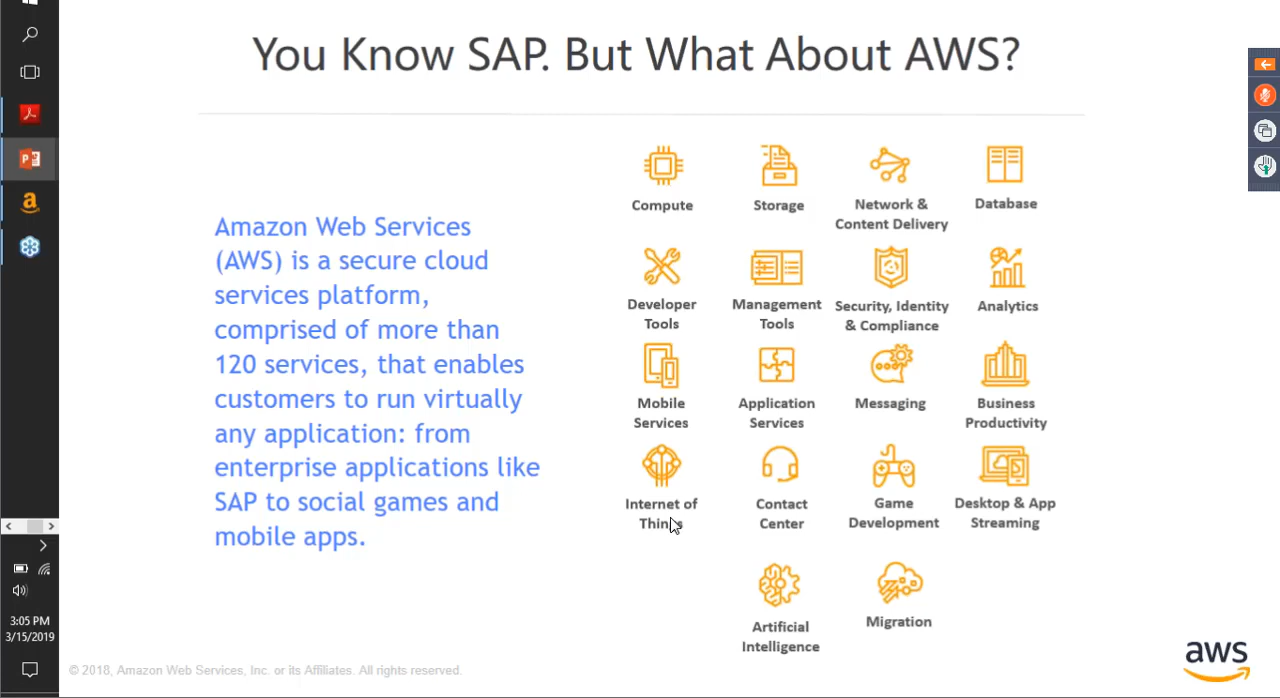 You Know SAP. But What About AWS?
Amazon Web Services
(AWS) is a secure cloud
services platform,
comprised of more than
120 services, that enables
customers to run virtually
any application: from
enterprise applications like
SAP to social games and
mobile apps.
Compute
Storage
Network &
Content Delivery
Database
Developer
Tools
Management
Tools
Security, Identity
& Compliance
Analytics
Mobile
Services
Application
Services
Messaging
Business
Productivity
Internet of
Things
Contact
Center
Game
Development
Desktop & App
Streaming
Artificial
Intelligence
Migration
3:05 PM
3/15/2019
© 2018, Amazon Web Services, Inc. or its Affiliates. All rights reserved.
aws